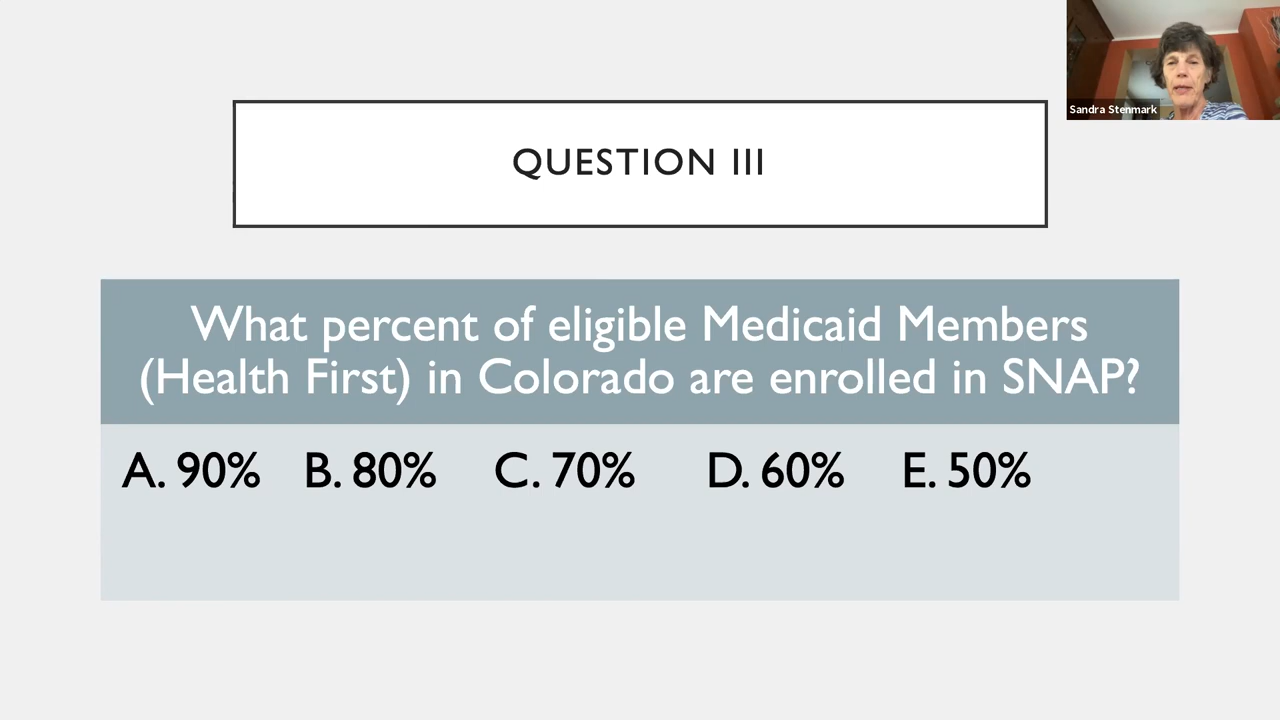 Sandra Stenmark
QUESTION III
What percent of eligible Medicaid Members
(Health First) in Colorado are enrolled in SNAP?
A. 90% B. 80% C. 70% D. 60% E. 50%